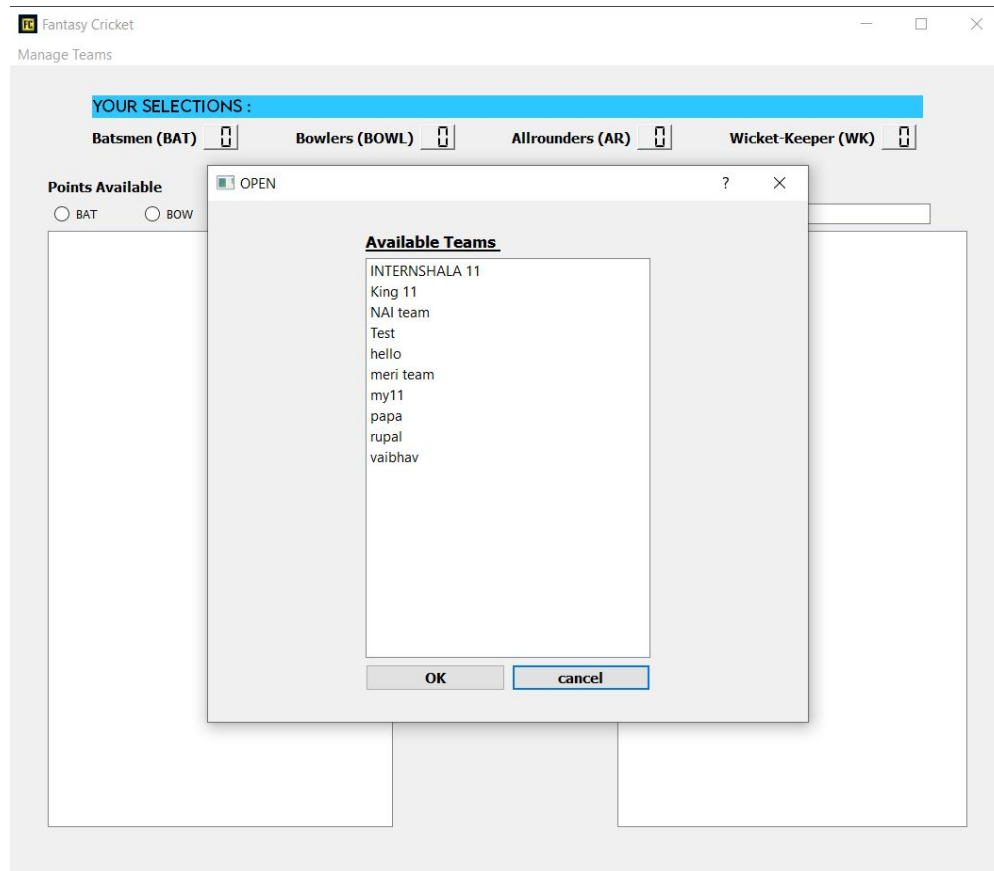 FC Fantasy Cricket
Manage Teams
YOUR SELECTIONS :
Batsmen (BAT) 0 Bowlers (BOWL) 0 Allrounders (AR) 0 Wicket-Keeper (WK) 0
Points Available
BAT BOW
OPEN ?
Available Teams
INTERNSHALA 11
King 11
NAI team
Test
hello
meri team
my11
papa
rupal
vaibhav
OK cancel